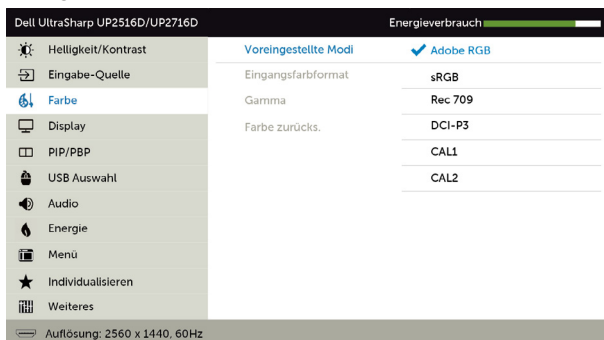 Dell UltraSharp UP2516D/UP2716D Energieverbrauch
Helligkeit/Kontrast Voreingestellte Modi Adobe RGB
Eingabe-Quelle Eingangsfarbformat sRGB
Farbe Gamma Rec 709
Display Farbe zurücks. DCI-P3
PIP/PBP CAL1
USB Auswahl CAL2
Audio
Energie
Menü
Individualisieren
Weiteres
Auflösung: 2560 x 1440, 60Hz